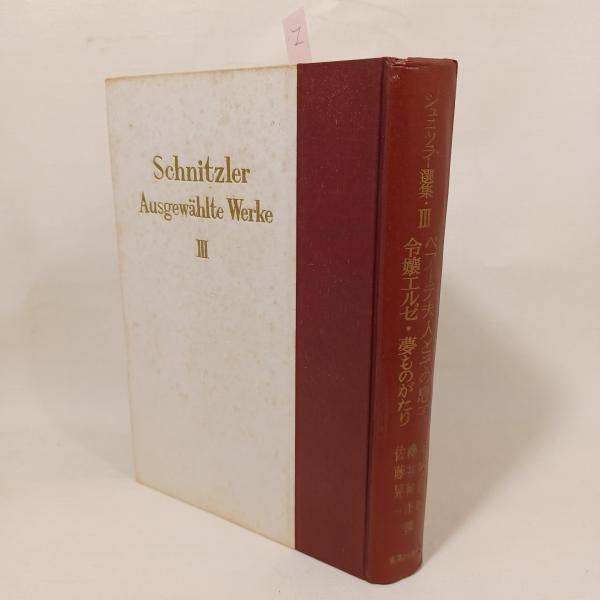 Z
Schnitzler
Ausgewählte Werke
III
シュニッツラー選集・III
ベアーテ夫人とその息子
令嬢エルゼ・夢ものがたり
佐藤晃一